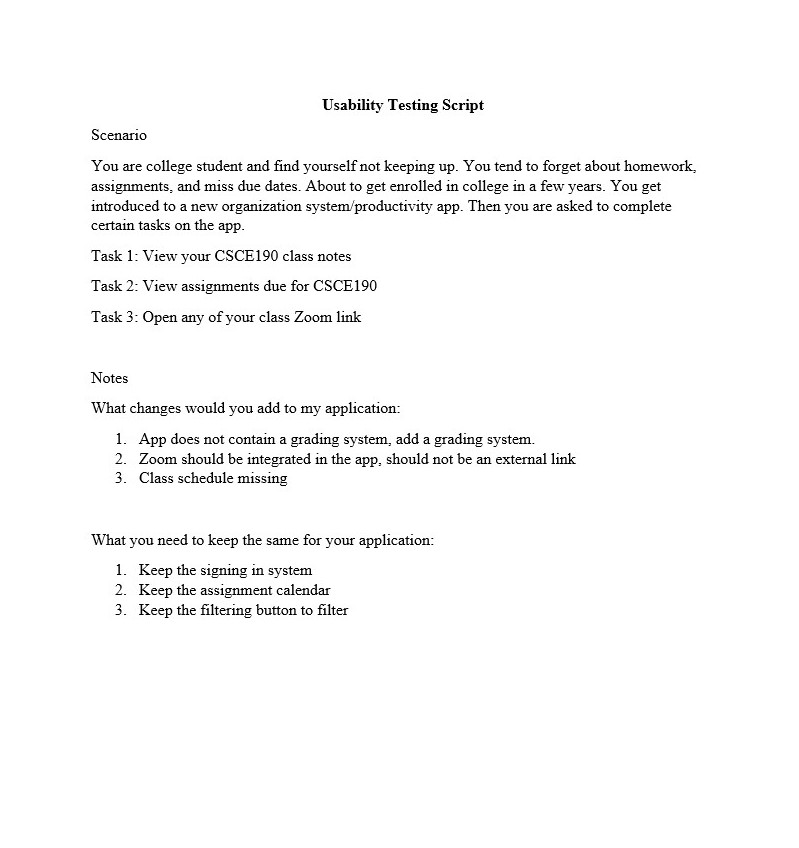 Usability Testing Script
Scenario
You are college student and find yourself not keeping up. You tend to forget about homework,
assignments, and miss due dates. About to get enrolled in college in a few years. You get
introduced to a new organization system/productivity app. Then you are asked to complete
certain tasks on the app.
Task 1: View your CSCE190 class notes
Task 2: View assignments due for CSCE190
Task 3: Open any of your class Zoom link
Notes
What changes would you add to my application:
1. App does not contain a grading system, add a grading system.
2. Zoom should be integrated in the app, should not be an external link
3. Class schedule missing
What you need to keep the same for your application:
1. Keep the signing in system
2. Keep the assignment calendar
3. Keep the filtering button to filter